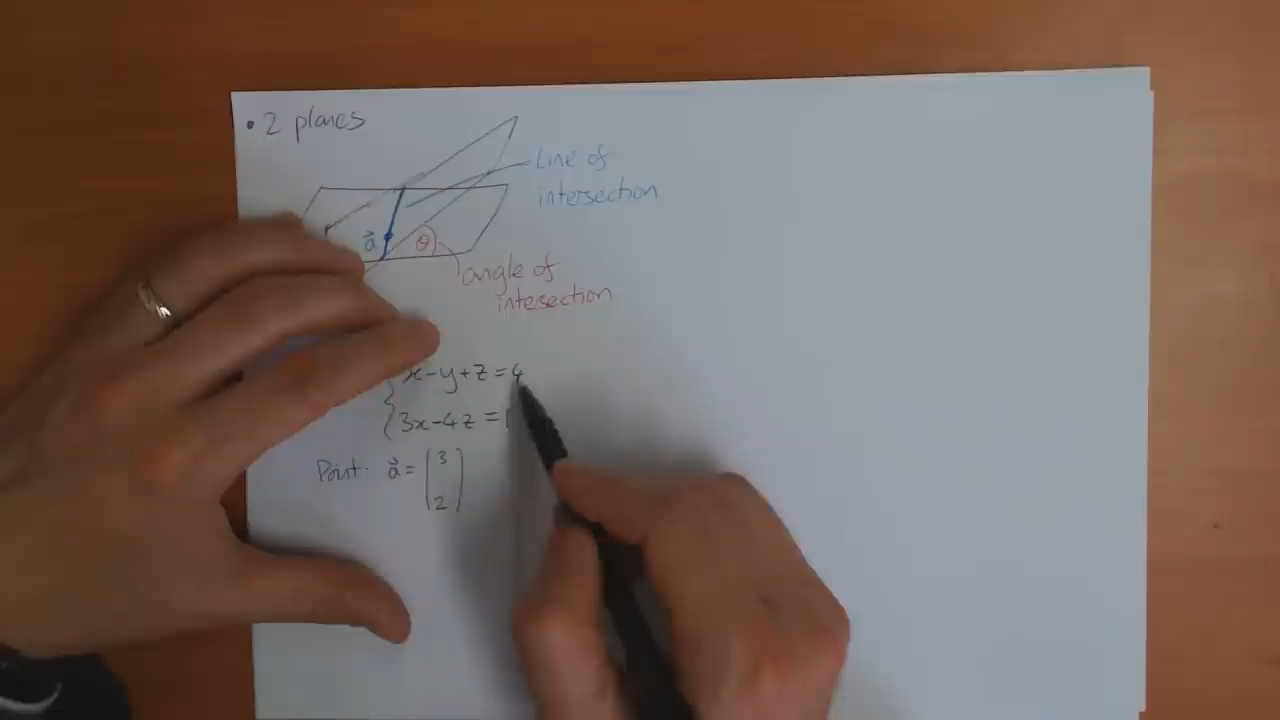 • 2 planes
line of
intersection
a⃗
θ
angle of
intersection
x-y+z=4
3x-4z=1
Point: a⃗ = (3
2)